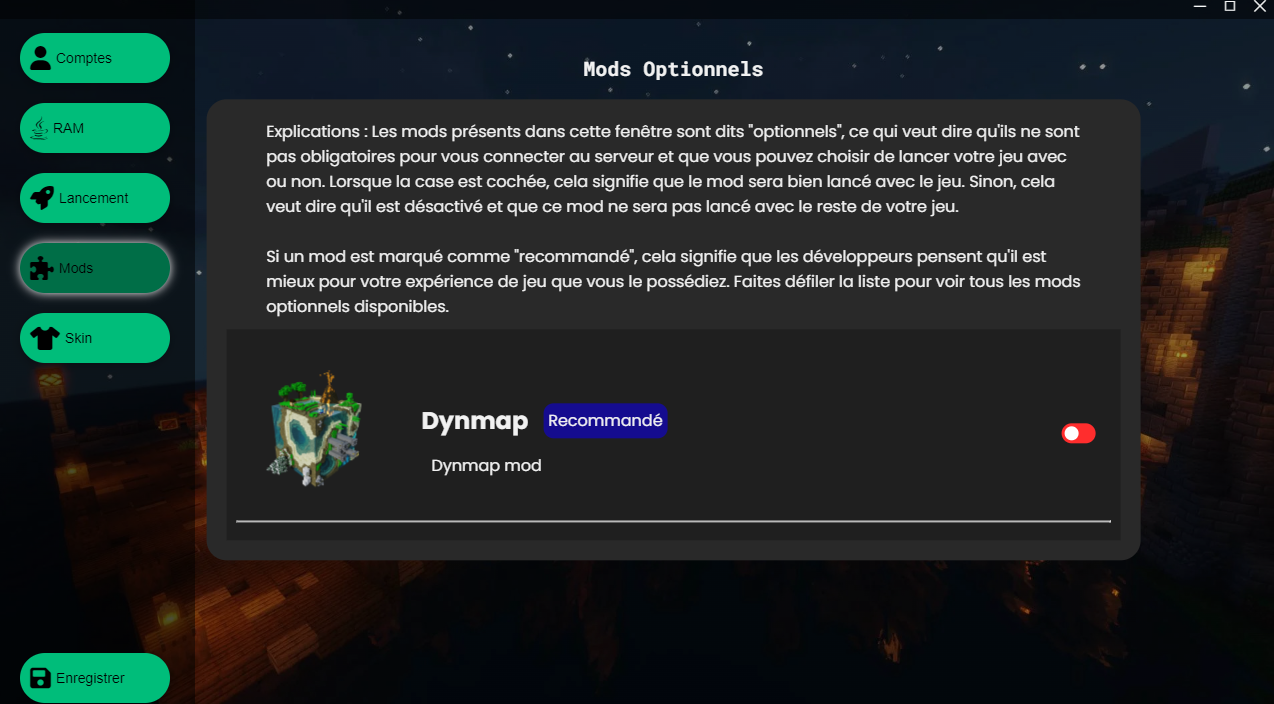 Comptes
RAM
Lancement
Mods
Skin
Enregistrer
Mods Optionnels
Explications : Les mods présents dans cette fenêtre sont dits "optionnels", ce qui veut dire qu'ils ne sont
pas obligatoires pour vous connecter au serveur et que vous pouvez choisir de lancer votre jeu avec
ou non. Lorsque la case est cochée, cela signifie que le mod sera bien lancé avec le jeu. Sinon, cela
veut dire qu'il est désactivé et que ce mod ne sera pas lancé avec le reste de votre jeu.
Si un mod est marqué comme "recommandé", cela signifie que les développeurs pensent qu'il est
mieux pour votre expérience de jeu que vous le possédiez. Faites défiler la liste pour voir tous les mods
optionnels disponibles.
Dynmap Recommandé
Dynmap mod